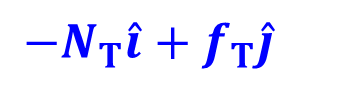 −N_T î + f_T ĵ